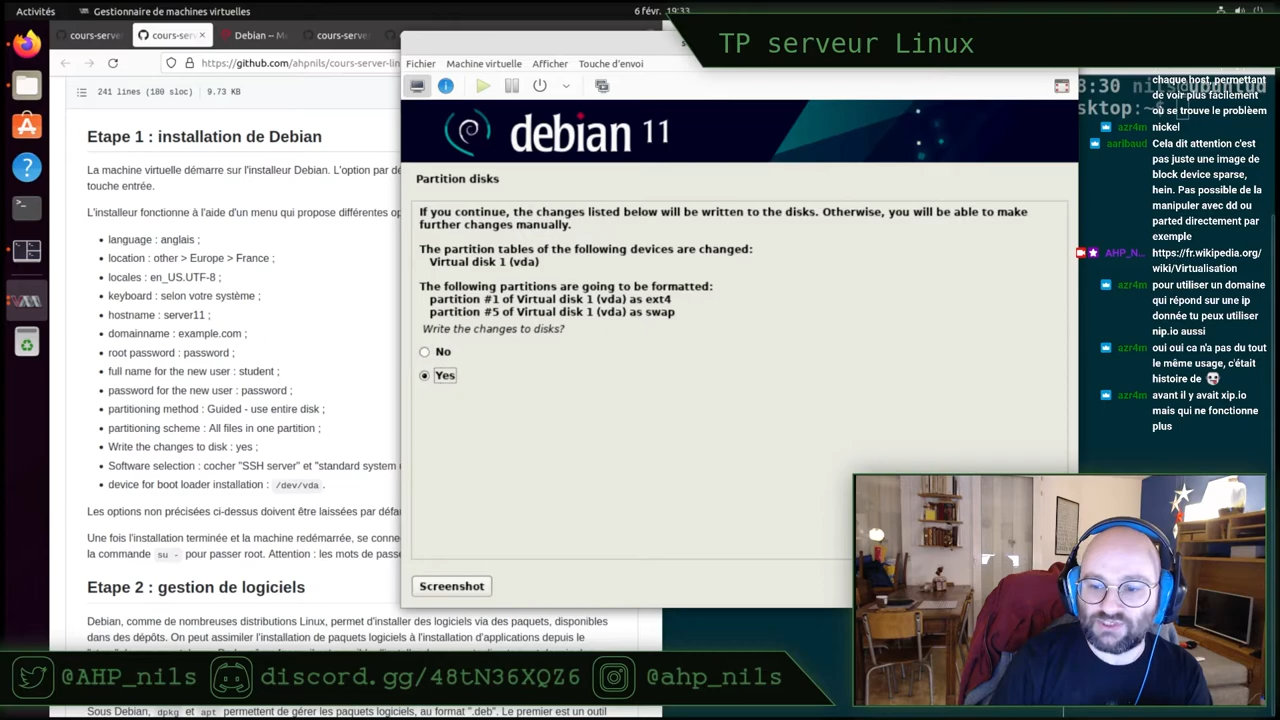 Activités
Gestionnaire de machines virtuelles
6 févr. 19:33
cours-serve
cours-serv
Debian -- M
cours-serve
https://github.com/ahpnils/cours-server-lin
241 lines (180 sloc)
9.73 KB
Etape 1 : installation de Debian
La machine virtuelle démarre sur l'installeur Debian. L'option par dé
touche entrée.
L'installeur fonctionne à l'aide d'un menu qui propose différentes op
language : anglais ;
location : other > Europe > France ;
locales : en_US.UTF-8 ;
keyboard : selon votre système ;
hostname : server11 ;
domainname : example.com ;
root password : password ;
full name for the new user : student ;
password for the new user : password ;
partitioning method : Guided - use entire disk ;
partitioning scheme : All files in one partition ;
Write the changes to disk : yes ;
Software selection : cocher "SSH server" et "standard system
device for boot loader installation : /dev/vda .
Les options non précisées ci-dessus doivent être laissées par défa
Une fois l'installation terminée et la machine redémarrée, se conne
la commande su - pour passer root. Attention : les mots de passe
Etape 2 : gestion de logiciels
Debian, comme de nombreuses distributions Linux, permet d'installer des logiciels via des paquets, disponibles
dans des dépôts. On peut assimiler l'installation de paquets logiciels à l'installation d'applications depuis le
Sous Debian, dpkg et apt permettent de gérer les paquets logiciels, au format ".deb". Le premier est un outil
Fichier
Machine virtuelle
Afficher
Touche d'envoi
debian 11
Partition disks
If you continue, the changes listed below will be written to the disks. Otherwise, you will be able to make
further changes manually.
The partition tables of the following devices are changed:
Virtual disk 1 (vda)
The following partitions are going to be formatted:
partition #1 of Virtual disk 1 (vda) as ext4
partition #5 of Virtual disk 1 (vda) as swap
Write the changes to disks?
No
Yes
Screenshot
TP serveur Linux
8:30 nils@ubuntud
sktop:~$
chaque host, permettant
de voir plus facilement
où se trouve le problèem
azr4m nickel
aaribaud Cela dit attention c'est
pas juste une image de
block device sparse,
hein. Pas possible de la
manipuler avec dd ou
parted directement par
exemple
AHP_N... https://fr.wikipedia.org/
wiki/Virtualisation
azr4m pour utiliser un domaine
qui répond sur une ip
donnée tu peux utiliser
nip.io aussi
azr4m oui oui ca n'a pas du tout
le même usage, c'était
histoire de
azr4m avant il y avait xip.io
mais qui ne fonctionne
plus
@AHP_nils
discord.gg/48tN36XQZ6
@ahp_nils